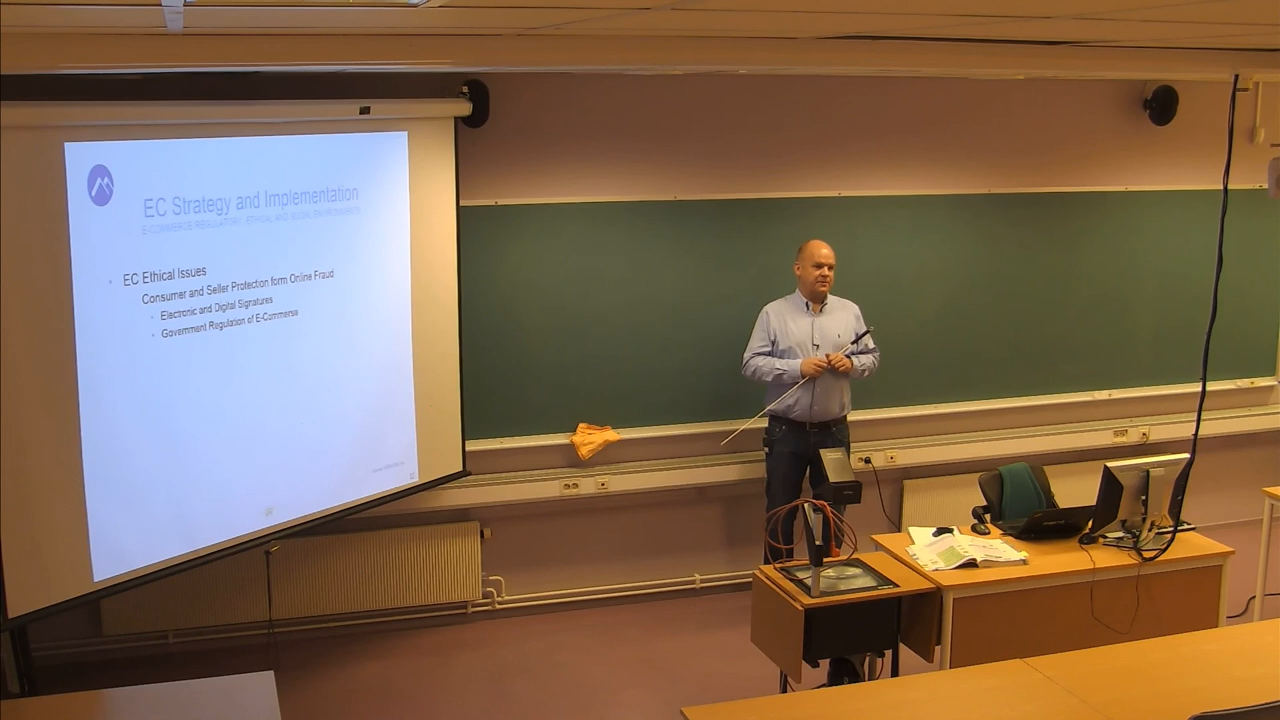 EC Strategy and Implementation
E-COMMERCE REGULATORY, ETHICAL AND SOCIAL ENVIRONMENTS
EC Ethical Issues
Consumer and Seller Protection form Online Fraud
Electronic and Digital Signatures
Government Regulation of E-Commerse